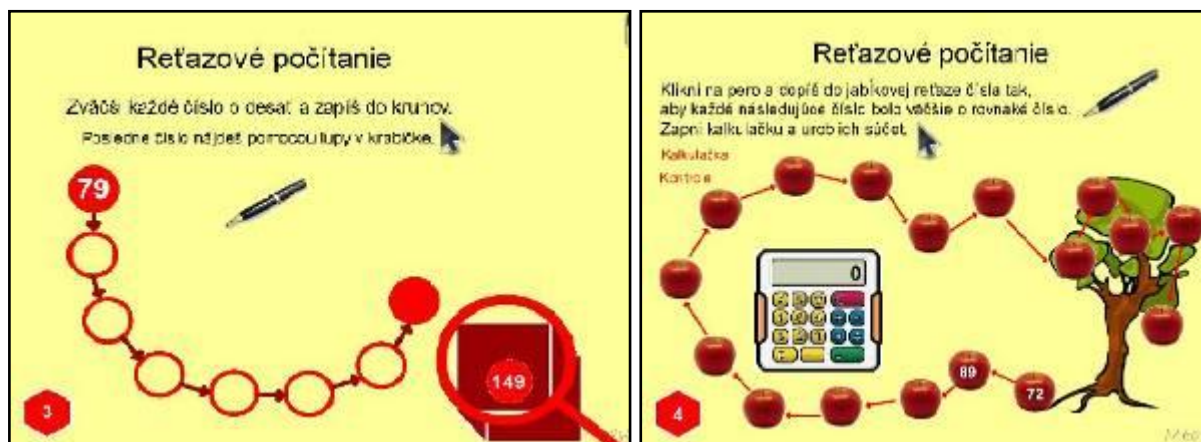 Reťazové počítanie
Zväčši každé číslo o desať a zapíš do kruhov.
Posledné číslo nájdeš pomocou lupy v krabičke.
79
149
3
Reťazové počítanie
Klikni na pero a dopíš do jabĺkovej reťaze čísla tak,
aby každé nasledujúce číslo bolo väčšie o rovnaké číslo.
Zapni kalkulačku a urob ich súčet.
Kalkulačka
Kontrola
0
89
72
4